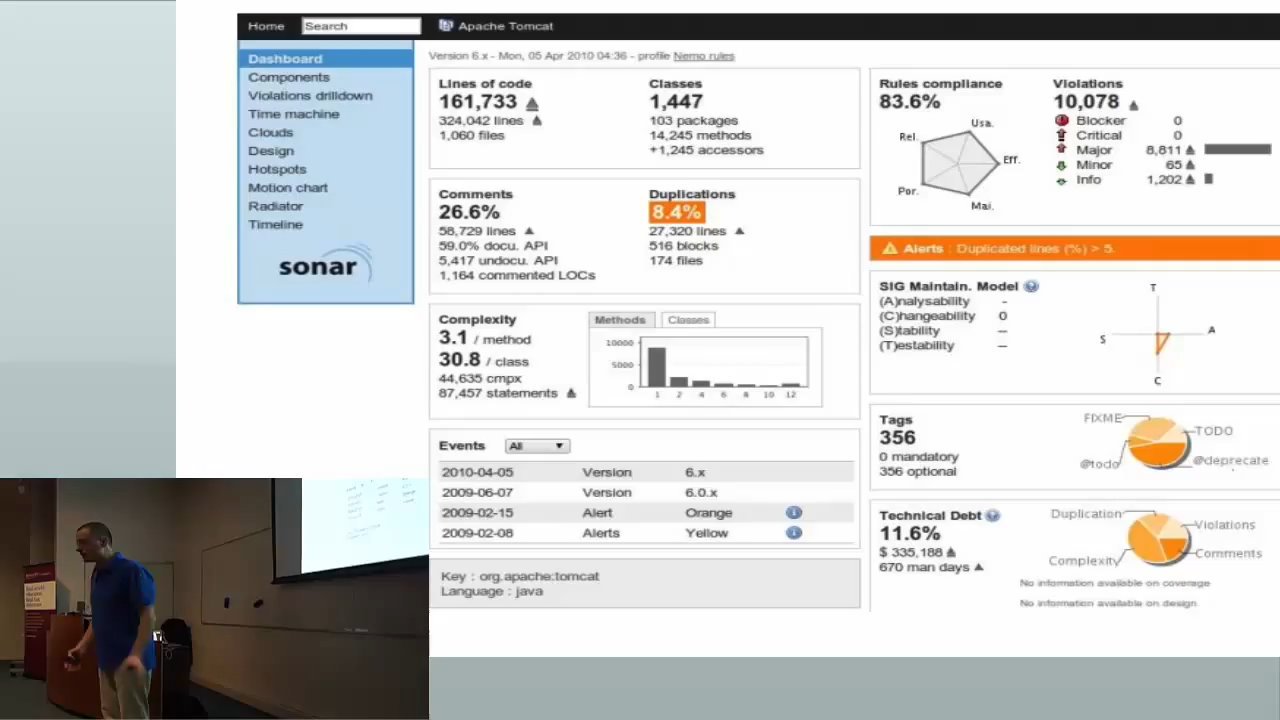 Home Search Apache Tomcat
Dashboard
Components
Violations drilldown
Time machine
Clouds
Design
Hotspots
Motion chart
Radiator
Timeline
sonar
Version 6.x - Mon, 05 Apr 2010 04:36 - profile Nemo rules
Lines of code
161,733
324,042 lines
1,060 files
Classes
1,447
103 packages
14,245 methods
+1,245 accessors
Comments
26.6%
58,729 lines
59.0% docu. API
5,417 undocu. API
1,164 commented LOCs
Duplications
8.4%
27,320 lines
516 blocks
174 files
Complexity
3.1 / method
30.8 / class
44,635 cmpx
87,457 statements
Methods Classes
10000
5000
0
1 2 4 6 8 10 12
Events All
2010-04-05 Version 6.x
2009-06-07 Version 6.0.x
2009-02-15 Alert Orange
2009-02-08 Alerts Yellow
Key : org.apache:tomcat
Language : java
Rules compliance
83.6%
Usa.
Rel.
Eff.
Por.
Mai.
Violations
10,078
Blocker 0
Critical 0
Major 8,811
Minor 65
Info 1,202
Alerts : Duplicated lines (%) > 5.
SIG Maintain. Model
(A)nalysability -
(C)hangeability 0
(S)tability --
(T)estability --
T
S
A
C
Tags
356
0 mandatory
356 optional
FIXME
TODO
@todo
@deprecate
Technical Debt
11.6%
$ 335,188
670 man days
Duplication
Violations
Complexity
Comments
No information available on coverage
No information available on design